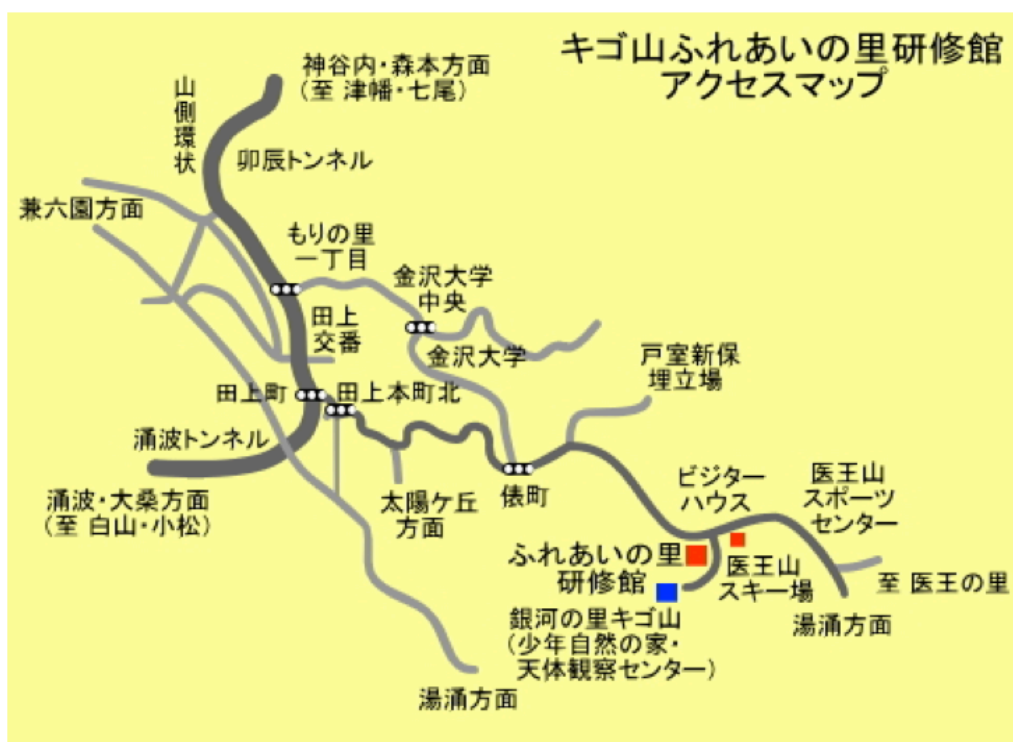 キゴ山ふれあいの里研修館
アクセスマップ
神谷内・森本方面
(至 津幡・七尾)
山側環状
卯辰トンネル
兼六園方面
もりの里
一丁目
金沢大学
中央
田上
交番
金沢大学
戸室新保
埋立場
田上町
田上本町北
涌波トンネル
涌波・大桑方面
(至 白山・小松)
太陽ケ丘
方面
俵町
ビジター
ハウス
医王山
スポーツ
センター
ふれあいの里
研修館
医王山
スキー場
至 医王の里
湯涌方面
銀河の里キゴ山
(少年自然の家・
天体観察センター)
湯涌方面